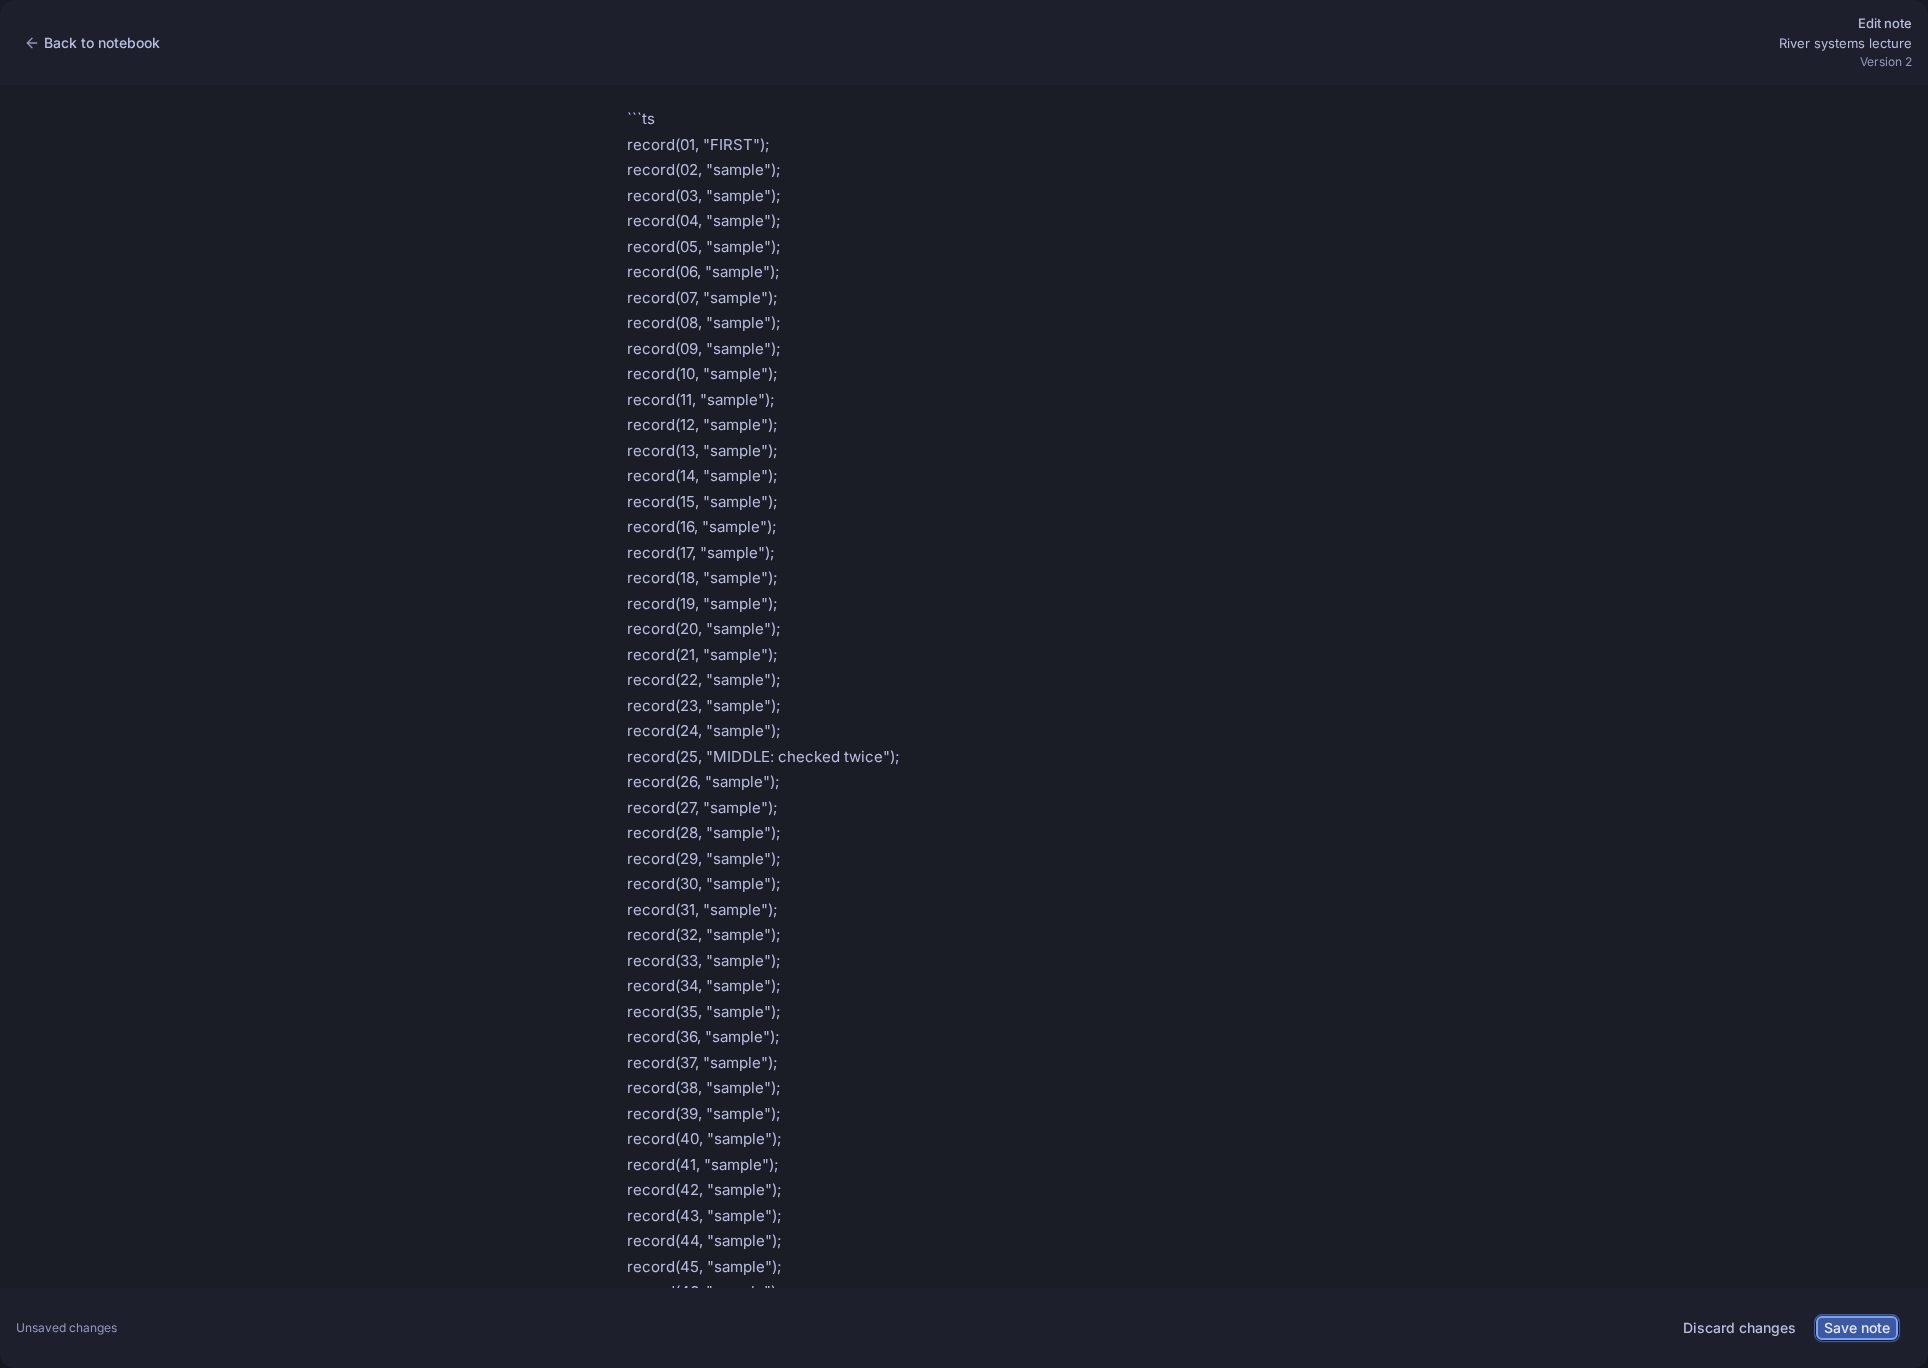 Back to notebook
Edit note
River systems lecture
Version 2
```ts
record(01, "FIRST");
record(02, "sample");
record(03, "sample");
record(04, "sample");
record(05, "sample");
record(06, "sample");
record(07, "sample");
record(08, "sample");
record(09, "sample");
record(10, "sample");
record(11, "sample");
record(12, "sample");
record(13, "sample");
record(14, "sample");
record(15, "sample");
record(16, "sample");
record(17, "sample");
record(18, "sample");
record(19, "sample");
record(20, "sample");
record(21, "sample");
record(22, "sample");
record(23, "sample");
record(24, "sample");
record(25, "MIDDLE: checked twice");
record(26, "sample");
record(27, "sample");
record(28, "sample");
record(29, "sample");
record(30, "sample");
record(31, "sample");
record(32, "sample");
record(33, "sample");
record(34, "sample");
record(35, "sample");
record(36, "sample");
record(37, "sample");
record(38, "sample");
record(39, "sample");
record(40, "sample");
record(41, "sample");
record(42, "sample");
record(43, "sample");
record(44, "sample");
record(45, "sample");
Unsaved changes
Discard changes
Save note